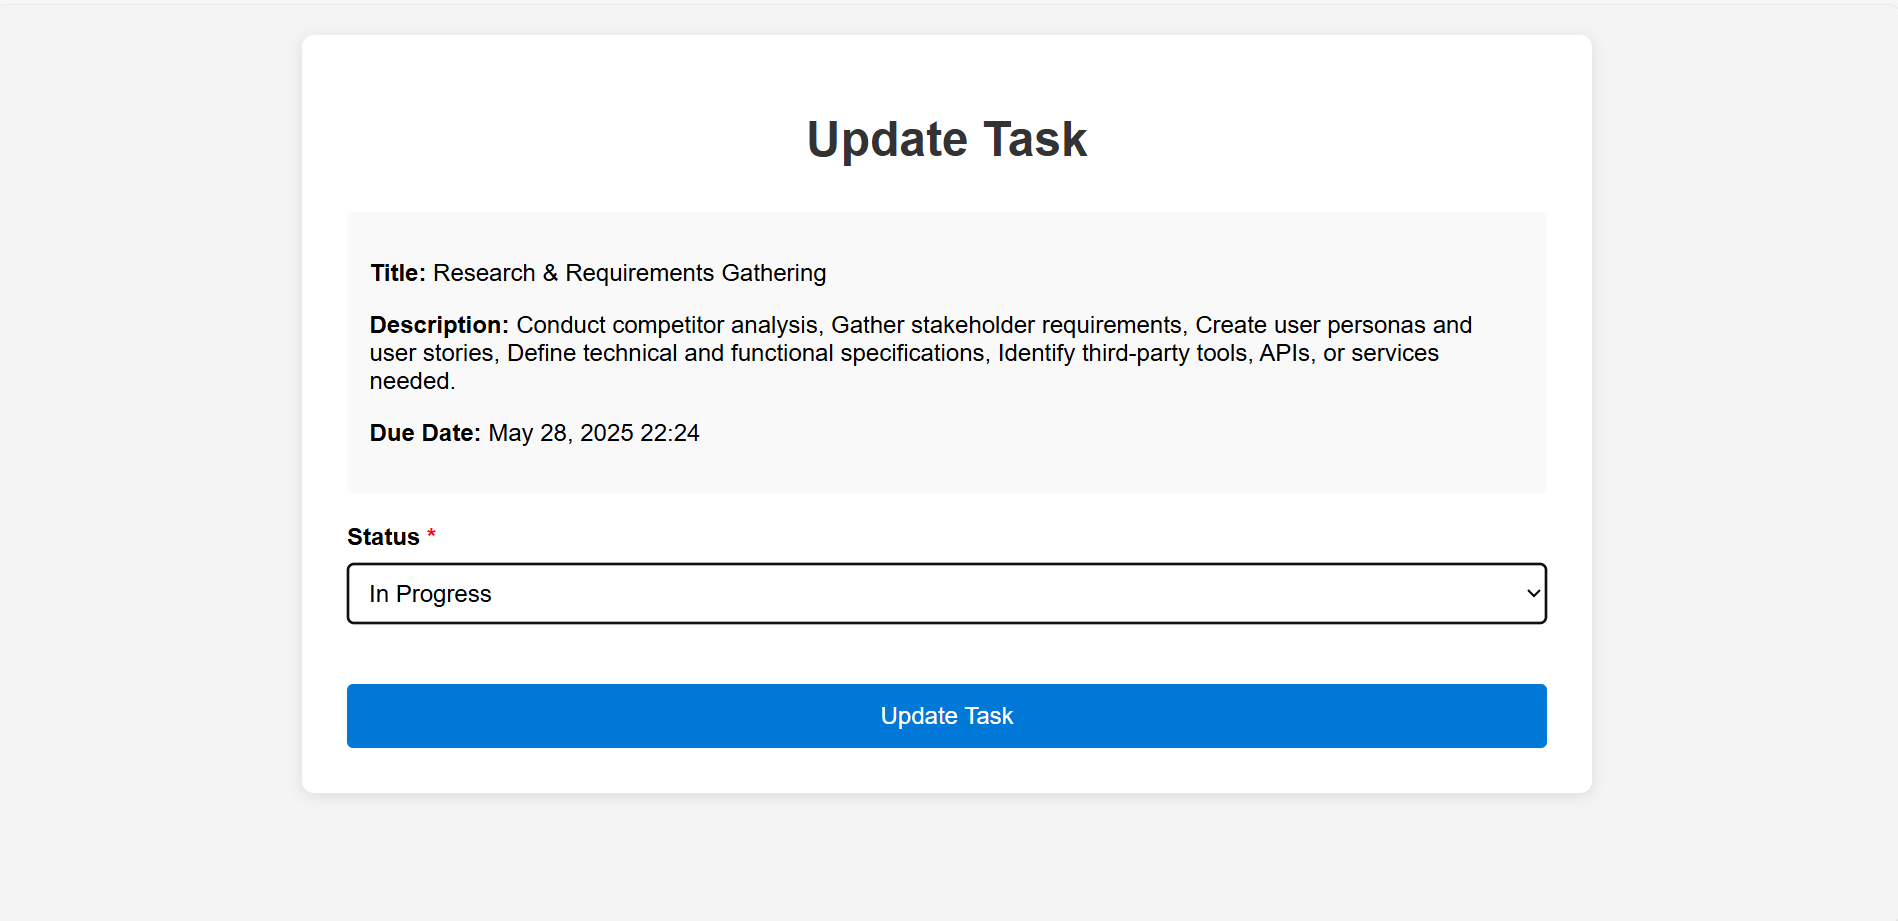 Update Task
Title: Research & Requirements Gathering
Description: Conduct competitor analysis, Gather stakeholder requirements, Create user personas and
user stories, Define technical and functional specifications, Identify third-party tools, APIs, or services
needed.
Due Date: May 28, 2025 22:24
Status *
In Progress
Update Task